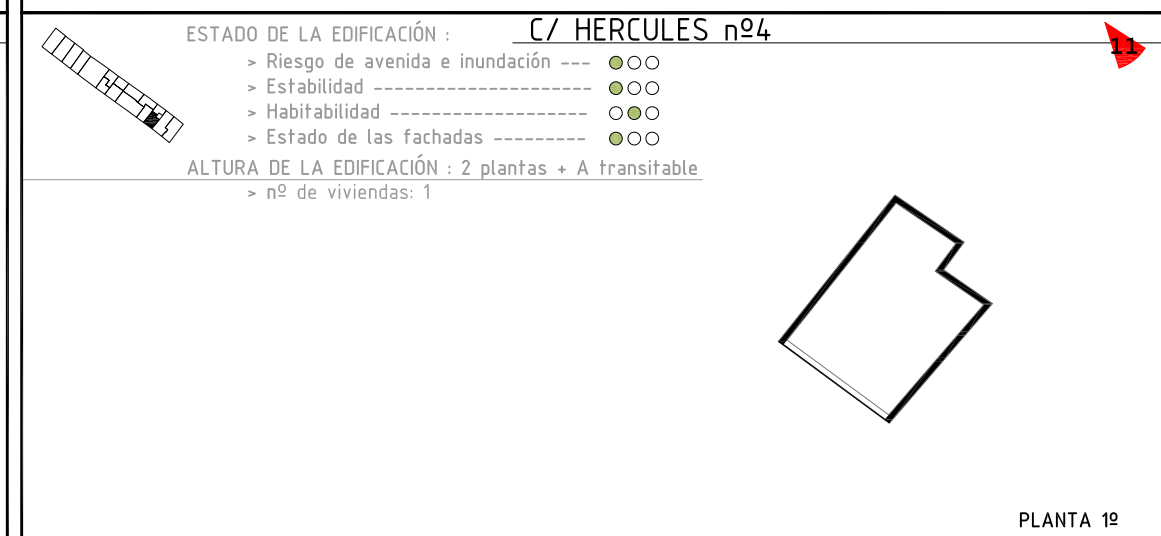 C/ HERCULES nº4
11
ESTADO DE LA EDIFICACIÓN :
> Riesgo de avenida e inundación ---
> Estabilidad ---------------------
> Habitabilidad -------------------
> Estado de las fachadas ---------
ALTURA DE LA EDIFICACIÓN : 2 plantas + A transitable
> nº de viviendas: 1
PLANTA 1º